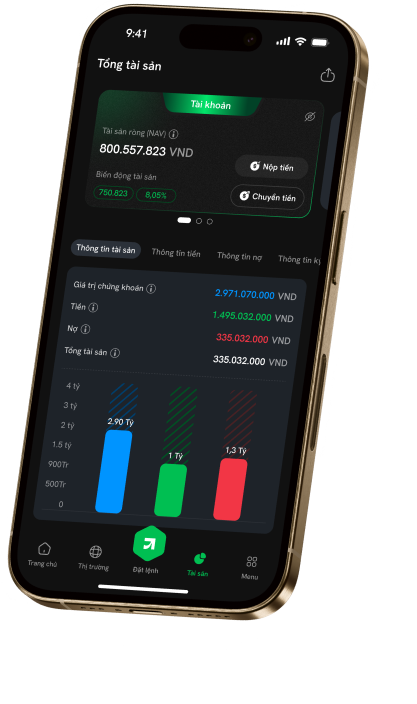 9:41
Tổng tài sản
Tài khoản
Tài sản ròng (NAV)
800.557.823 VND
Nộp tiền
Biến động tài sản
750.823
8,05%
Chuyển tiền
Thông tin tài sản
Thông tin tiền
Thông tin nợ
Thông tin ký
Giá trị chứng khoán
2.971.070.000 VND
Tiền
1.495.032.000 VND
Nợ
335.032.000 VND
Tổng tài sản
335.032.000 VND
4 tỷ
3 tỷ
2 tỷ
1.5 tỷ
900Tr
500Tr
0
2.90 Tỷ
1 Tỷ
1,3 Tỷ
Trang chủ
Thị trường
Đặt lệnh
Tài sản
Menu